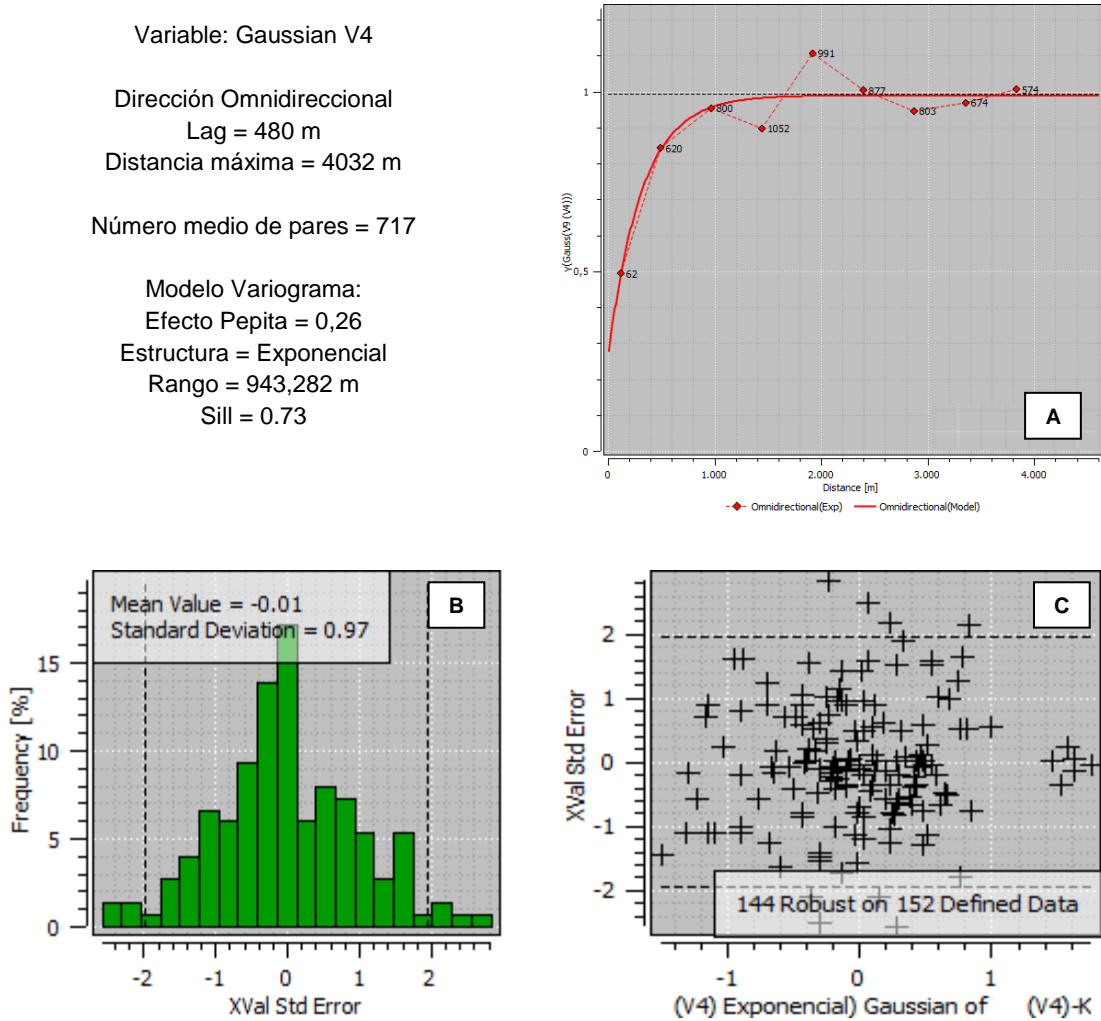 Variable: Gaussian V4
Dirección Omnidireccional
Lag = 480 m
Distancia máxima = 4032 m
Número medio de pares = 717
Modelo Variograma:
Efecto Pepita = 0,26
Estructura = Exponencial
Rango = 943,282 m
Sill = 0.73
γ(Gauss(V9 (V4)))
1
0,5
0
62
620
800
1052
991
877
803
674
574
A
0 1.000 2.000 3.000 4.000
Distance [m]
Omnidirectional(Exp) Omnidirectional(Model)
Mean Value = -0.01
Standard Deviation = 0.97
B
Frequency [%]
15
10
5
0
-2 -1 0 1 2
XVal Std Error
C
XVal Std Error
2
1
0
-1
-2
144 Robust on 152 Defined Data
-1 0 1
(V4) Exponencial) Gaussian of (V4)-K